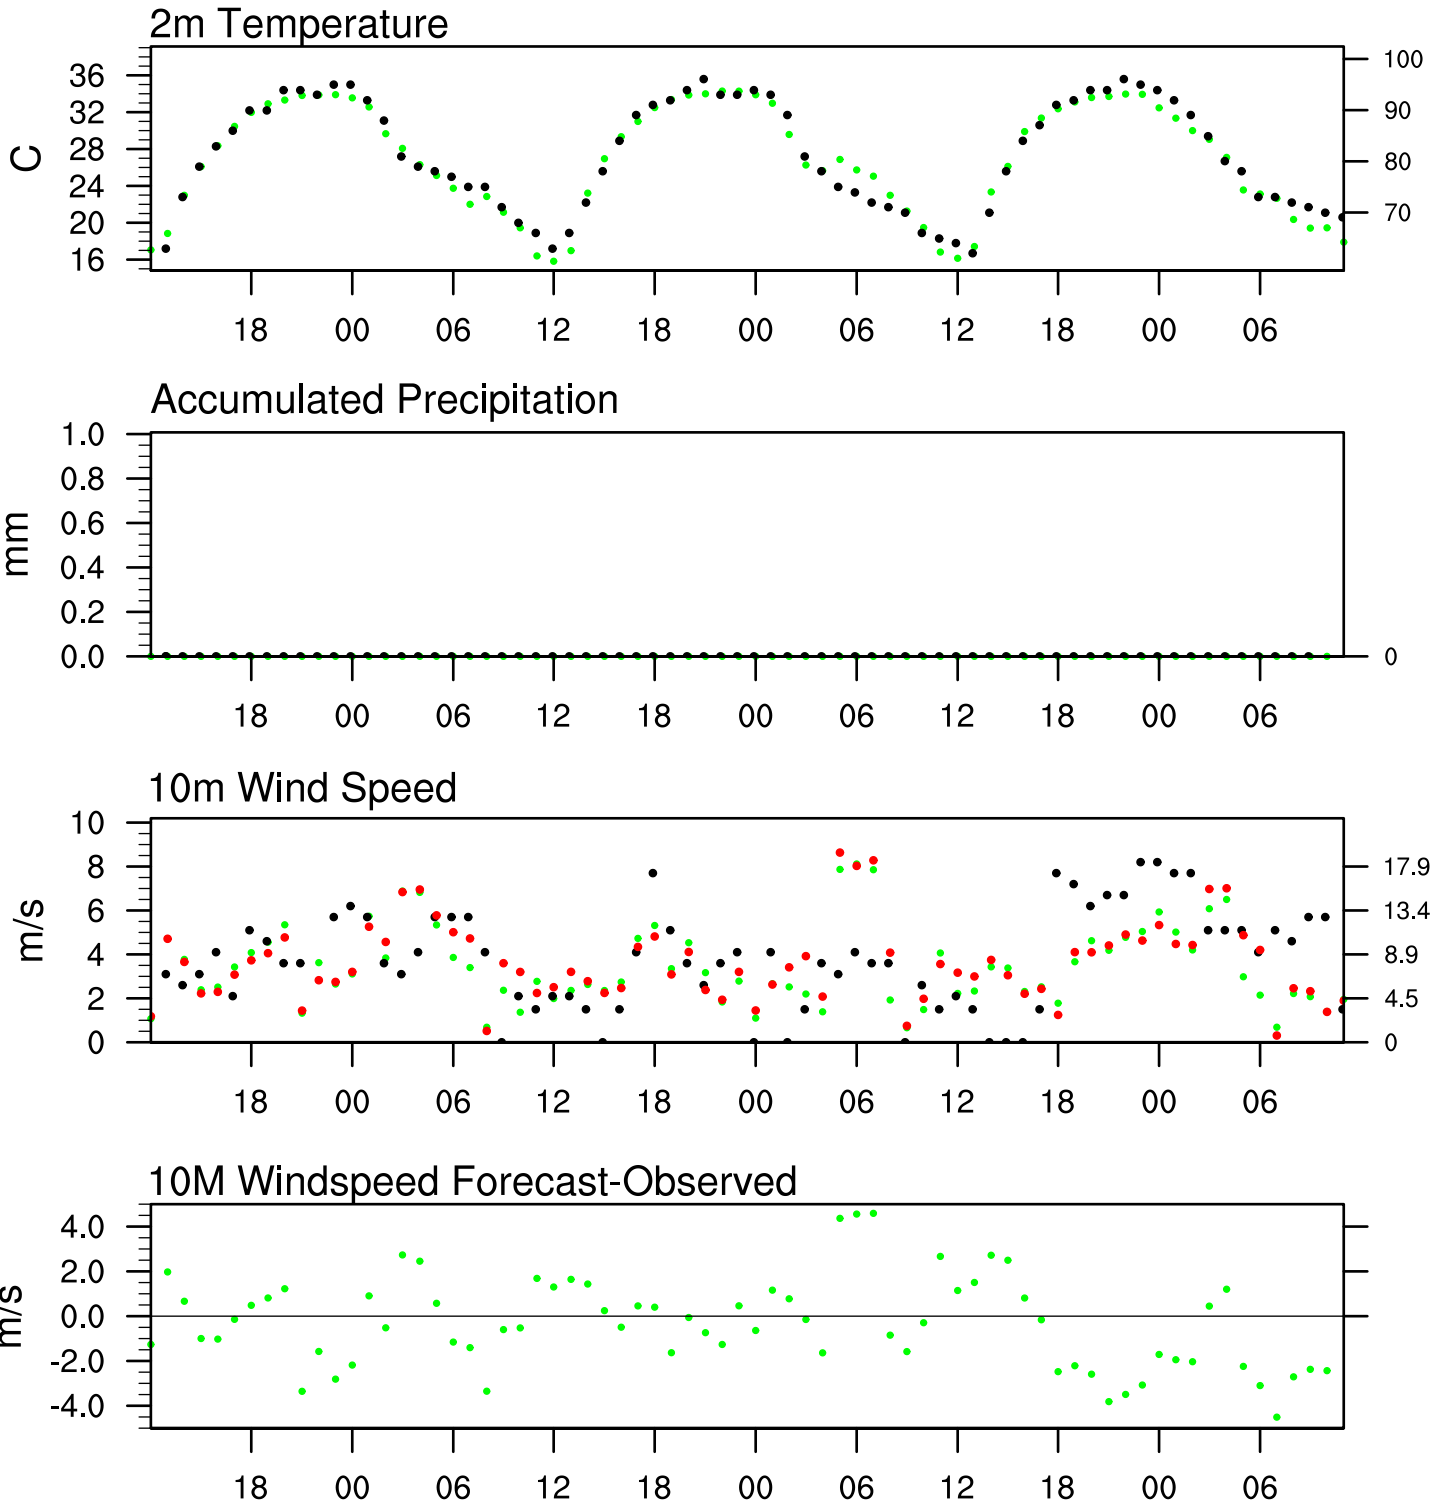 2m Temperature
36
32
28
24
20
16
C
100
90
80
70
18 00 06 12 18 00 06 12 18 00 06
Accumulated Precipitation
1.0
0.8
0.6
0.4
0.2
0.0
mm
0
18 00 06 12 18 00 06 12 18 00 06
10m Wind Speed
10
8
6
4
2
0
m/s
17.9
13.4
8.9
4.5
0
18 00 06 12 18 00 06 12 18 00 06
10M Windspeed Forecast-Observed
4.0
2.0
0.0
-2.0
-4.0
m/s
18 00 06 12 18 00 06 12 18 00 06